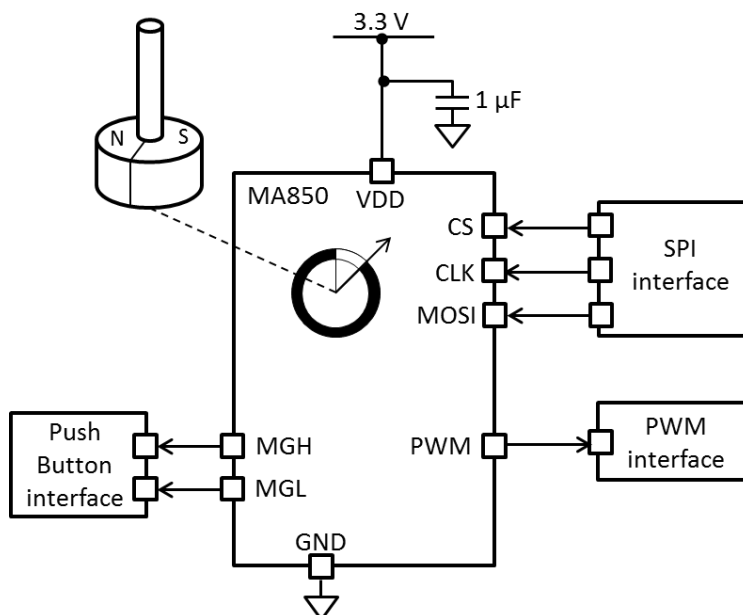 3.3 V
1 µF
N
S
MA850
VDD
CS
CLK
MOSI
SPI
interface
Push
Button
interface
MGH
MGL
PWM
PWM
interface
GND